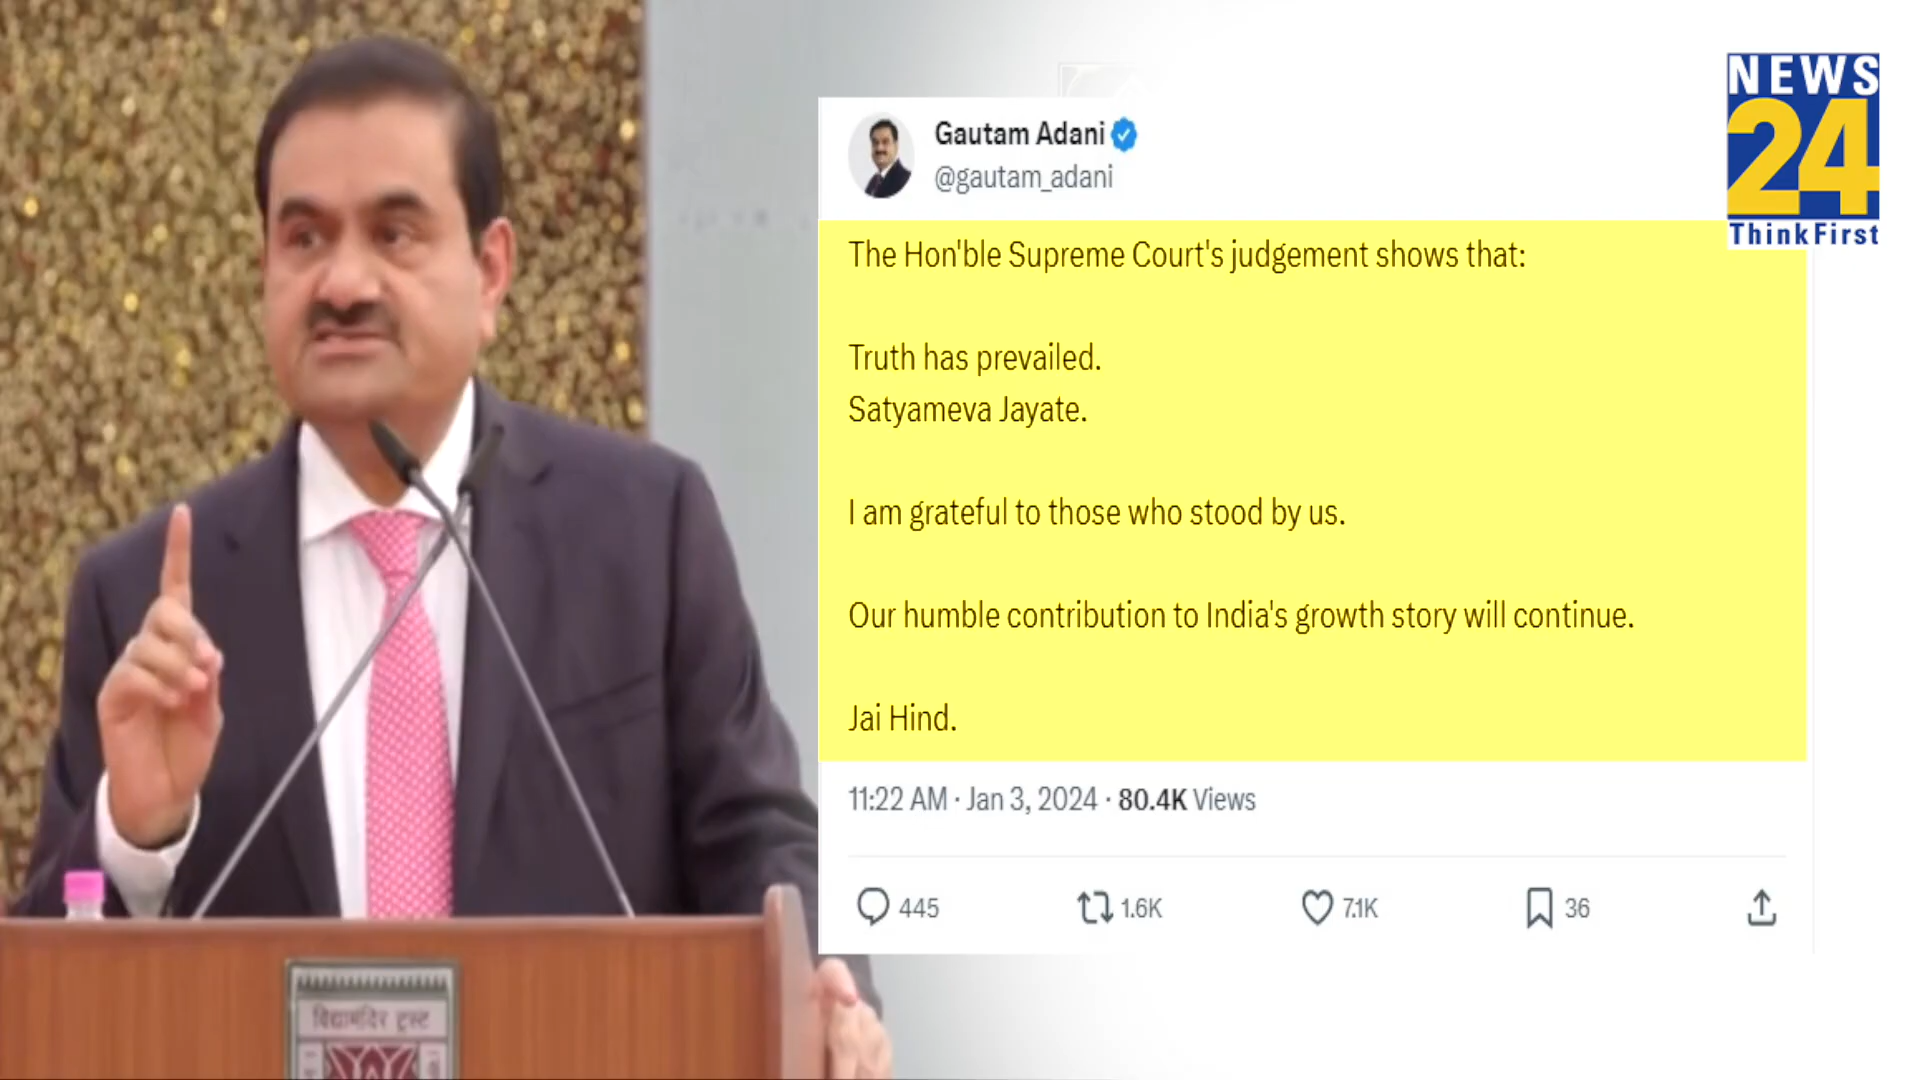 NEWS
24
ThinkFirst
Gautam Adani
@gautam_adani
The Hon'ble Supreme Court's judgement shows that:
Truth has prevailed.
Satyameva Jayate.
I am grateful to those who stood by us.
Our humble contribution to India's growth story will continue.
Jai Hind.
11:22 AM · Jan 3, 2024 · 80.4K Views
445 1.6K 7.1K 36
विद्यामंदिर ट्रस्ट